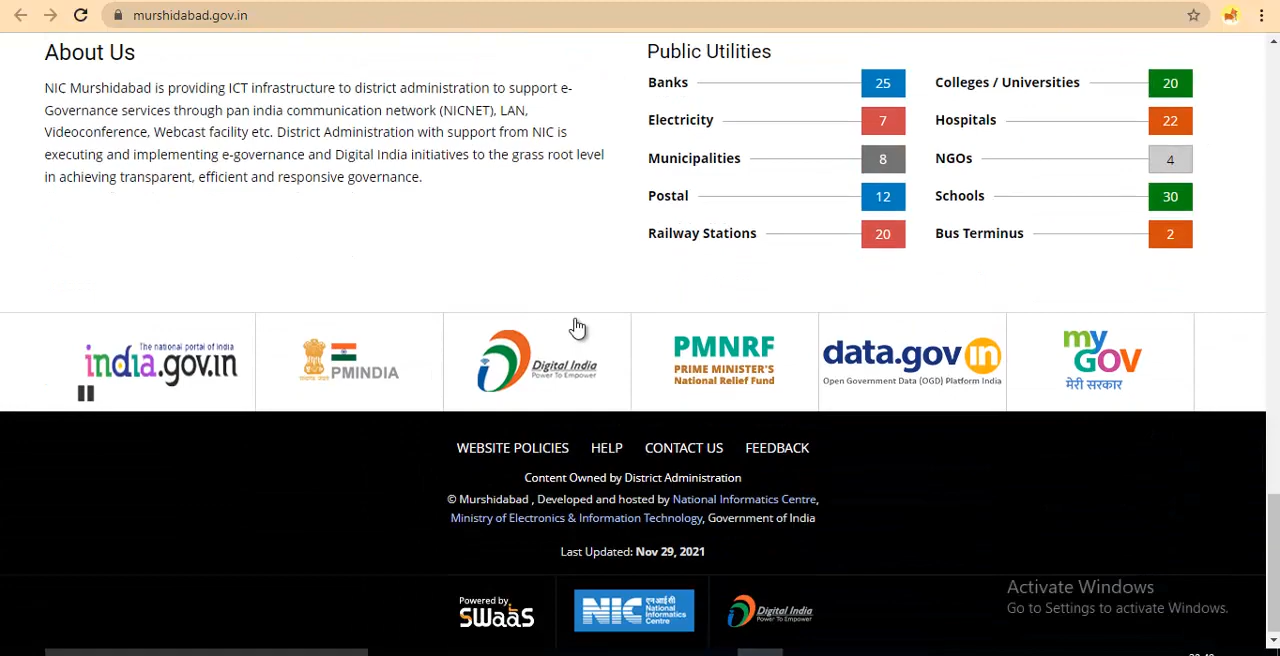 murshidabad.gov.in
About Us
NIC Murshidabad is providing ICT infrastructure to district administration to support e-
Governance services through pan india communication network (NICNET), LAN,
Videoconference, Webcast facility etc. District Administration with support from NIC is
executing and implementing e-governance and Digital India initiatives to the grass root level
in achieving transparent, efficient and responsive governance.
Public Utilities
Banks 25
Electricity 7
Municipalities 8
Postal 12
Railway Stations 20
Colleges / Universities 20
Hospitals 22
NGOs 4
Schools 30
Bus Terminus 2
The national portal of india
india.gov.in
PMINDIA
Digital India
Power To Empower
PMNRF
PRIME MINISTER'S
National Relief Fund
data.gov in
Open Government Data (OGD) Platform India
my
GOV
मेरी सरकार
WEBSITE POLICIES HELP CONTACT US FEEDBACK
Content Owned by District Administration
© Murshidabad , Developed and hosted by National Informatics Centre,
Ministry of Electronics & Information Technology, Government of India
Last Updated: Nov 29, 2021
Powered by
SWaaS
NIC
एन आई सी
National
Informatics
Centre
Digital India
Power To Empower
Activate Windows
Go to Settings to activate Windows.